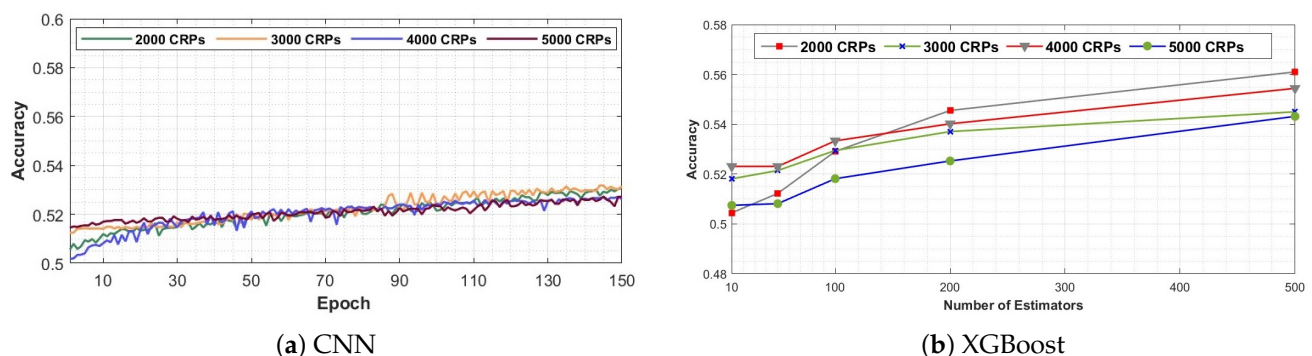 0.6
0.58
0.56
0.54
0.52
0.5
Accuracy
2000 CRPs 3000 CRPs 4000 CRPs 5000 CRPs
10 30 50 70 90 110 130 150
Epoch
(a) CNN
0.58
0.56
0.54
0.52
0.5
0.48
Accuracy
2000 CRPs 3000 CRPs 4000 CRPs 5000 CRPs
10 100 200 300 400 500
Number of Estimators
(b) XGBoost